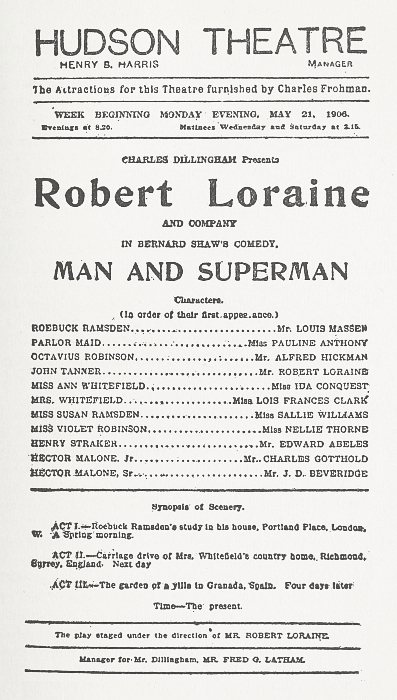 HUDSON THEATRE
HENRY B. HARRIS MANAGER
The Attractions for this Theatre furnished by Charles Frohman.
WEEK BEGINNING MONDAY EVENING, MAY 21, 1906.
Evenings at 8.20. Matinees Wednesday and Saturday at 2.15.
CHARLES DILLINGHAM Presents
Robert Loraine
AND COMPANY
IN BERNARD SHAW'S COMEDY,
MAN AND SUPERMAN
Characters.
(In order of their first appearance.)
ROEBUCK RAMSDEN..........................Mr. LOUIS MASSEN
PARLOR MAID..........................Miss PAULINE ANTHONY
OCTAVIUS ROBINSON......................Mr. ALFRED HICKMAN
JOHN TANNER............................Mr. ROBERT LORAINE
MISS ANN WHITEFIELD.......................Miss IDA CONQUEST
MRS. WHITEFIELD....................Miss LOIS FRANCES CLARK
MISS SUSAN RAMSDEN....................Miss SALLIE WILLIAMS
MISS VIOLET ROBINSON...................Miss NELLIE THORNE
HENRY STRAKER..........................Mr. EDWARD ABELES
HECTOR MALONE, Jr....................Mr. CHARLES GOTTHOLD
HECTOR MALONE, Sr......................Mr. J. D. BEVERIDGE
Synopsis of Scenery.
ACT I.—Roebuck Ramsden's study in his house, Portland Place, London,
W. A Spring morning.
ACT II.—Carriage drive of Mrs. Whitefield's country home, Richmond,
Surrey, England. Next day
ACT III.—The garden of a villa in Granada, Spain. Four days later
Time—The present.
The play staged under the direction of MR. ROBERT LORAINE.
Manager for Mr. Dillingham, MR. FRED G. LATHAM.